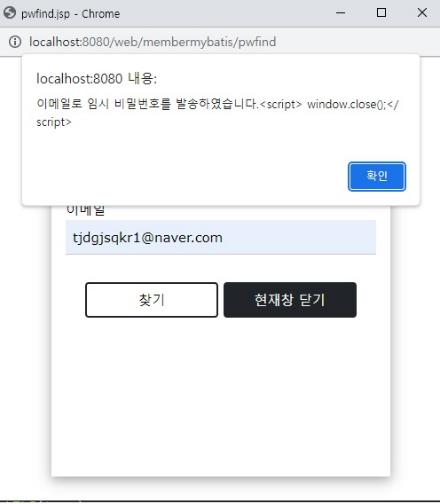 pwfind.jsp - Chrome
localhost:8080/web/membermybatis/pwfind
localhost:8080 내용:
이메일로 임시 비밀번호를 발송하였습니다.<script> window.close();</
script>
확인
이메일
tjdgjsqkr1@naver.com
찾기
현재창 닫기